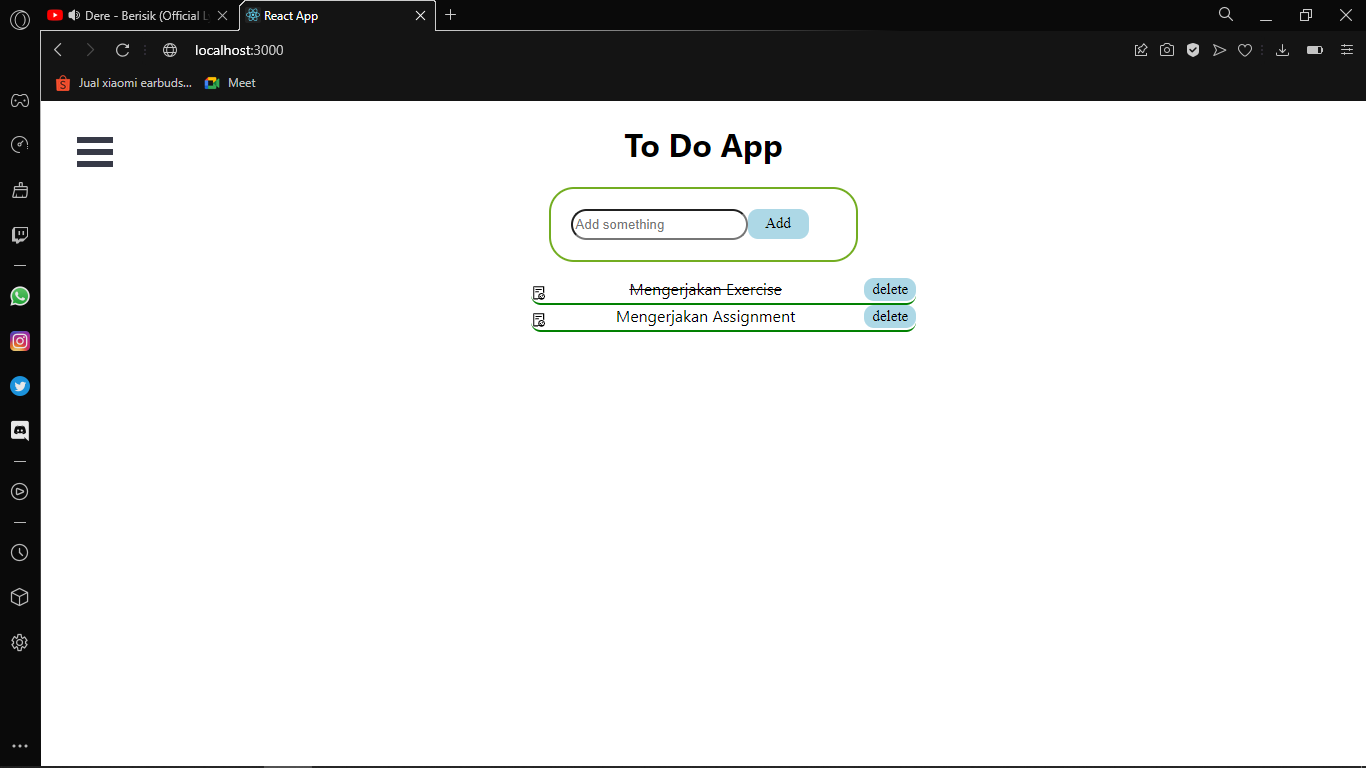 Dere - Berisik (Official L
React App
localhost:3000
Jual xiaomi earbuds...
Meet
To Do App
Add something
Add
Mengerjakan Exercise
delete
Mengerjakan Assignment
delete